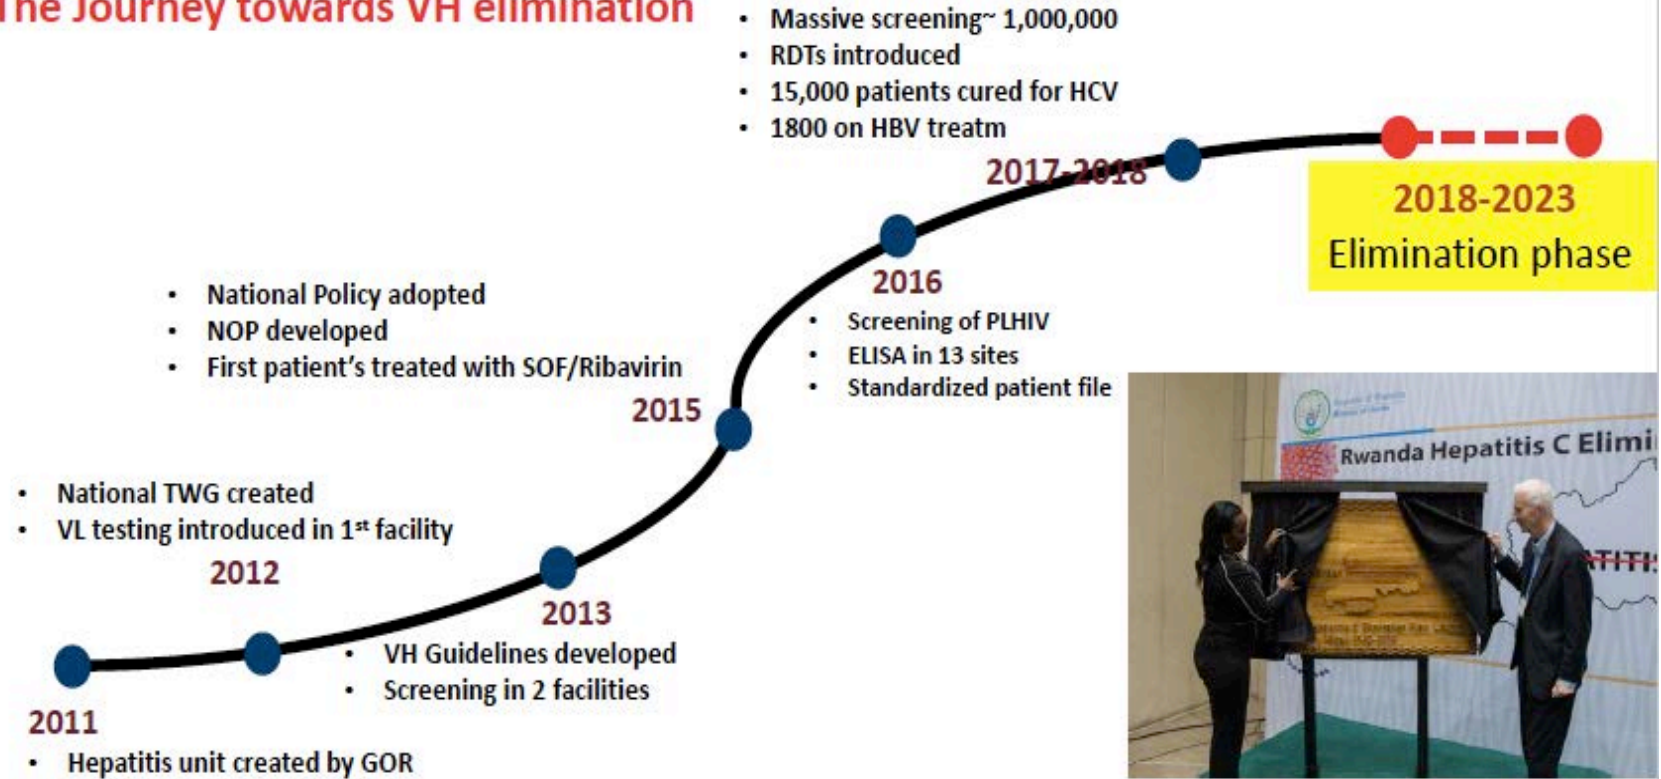 The Journey towards VH elimination
• Massive screening~ 1,000,000
• RDTs introduced
• 15,000 patients cured for HCV
• 1800 on HBV treatm
2017-2018
2018-2023
Elimination phase
2016
• Screening of PLHIV
• ELISA in 13 sites
• Standardized patient file
• National Policy adopted
• NOP developed
• First patient's treated with SOF/Ribavirin
2015
• National TWG created
• VL testing introduced in 1st facility
2012
2013
• VH Guidelines developed
• Screening in 2 facilities
2011
• Hepatitis unit created by GOR
Rwanda Hepatitis C Elimi